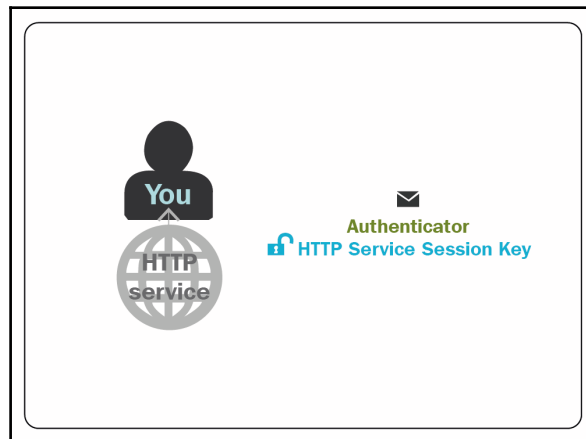 You
HTTP
service
Authenticator
HTTP Service Session Key